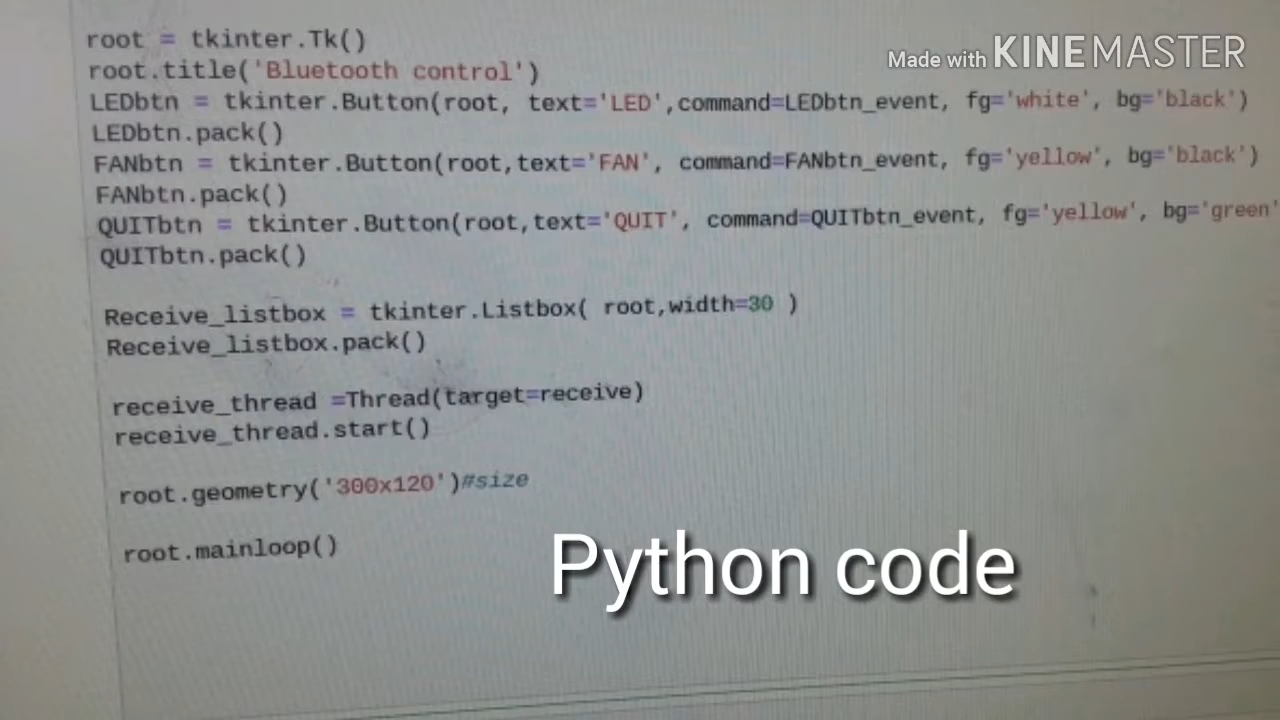 root = tkinter.Tk()
Made with KINEMASTER
root.title('Bluetooth control')
LEDbtn = tkinter.Button(root, text='LED',command=LEDbtn_event, fg='white', bg='black')
LEDbtn.pack()
FANbtn = tkinter.Button(root,text='FAN', command=FANbtn_event, fg='yellow', bg='black')
FANbtn.pack()
QUITbtn = tkinter.Button(root,text='QUIT', command=QUITbtn_event, fg='yellow', bg='green'
QUITbtn.pack()
Receive_listbox = tkinter.Listbox( root,width=30 )
Receive_listbox.pack()
receive_thread =Thread(target=receive)
receive_thread.start()
root.geometry('300x120')#size
root.mainloop()
Python code